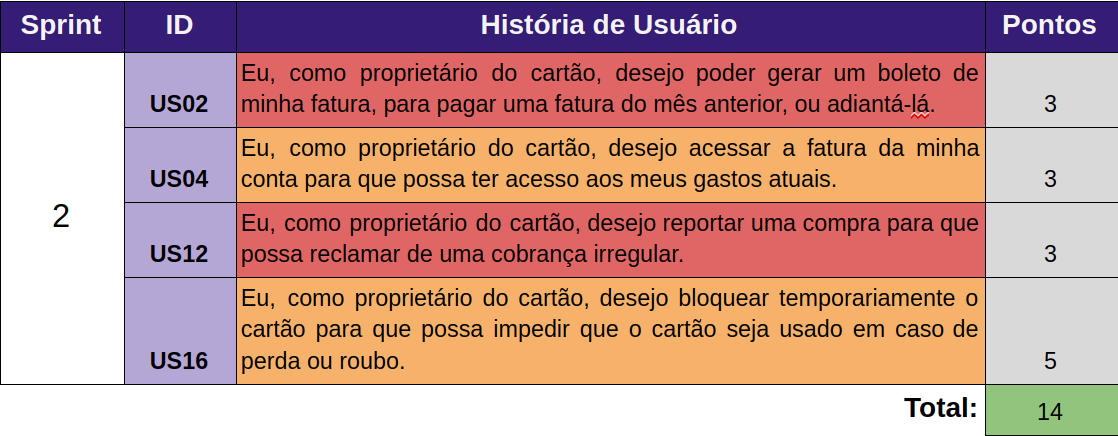 Sprint ID História de Usuário Pontos
2
US02 Eu, como proprietário do cartão, desejo poder gerar um boleto de
minha fatura, para pagar uma fatura do mês anterior, ou adiantá-lá. 3
US04 Eu, como proprietário do cartão, desejo acessar a fatura da minha
conta para que possa ter acesso aos meus gastos atuais. 3
US12 Eu, como proprietário do cartão, desejo reportar uma compra para que
possa reclamar de uma cobrança irregular. 3
US16 Eu, como proprietário do cartão, desejo bloquear temporariamente o
cartão para que possa impedir que o cartão seja usado em caso de
perda ou roubo. 5
Total: 14